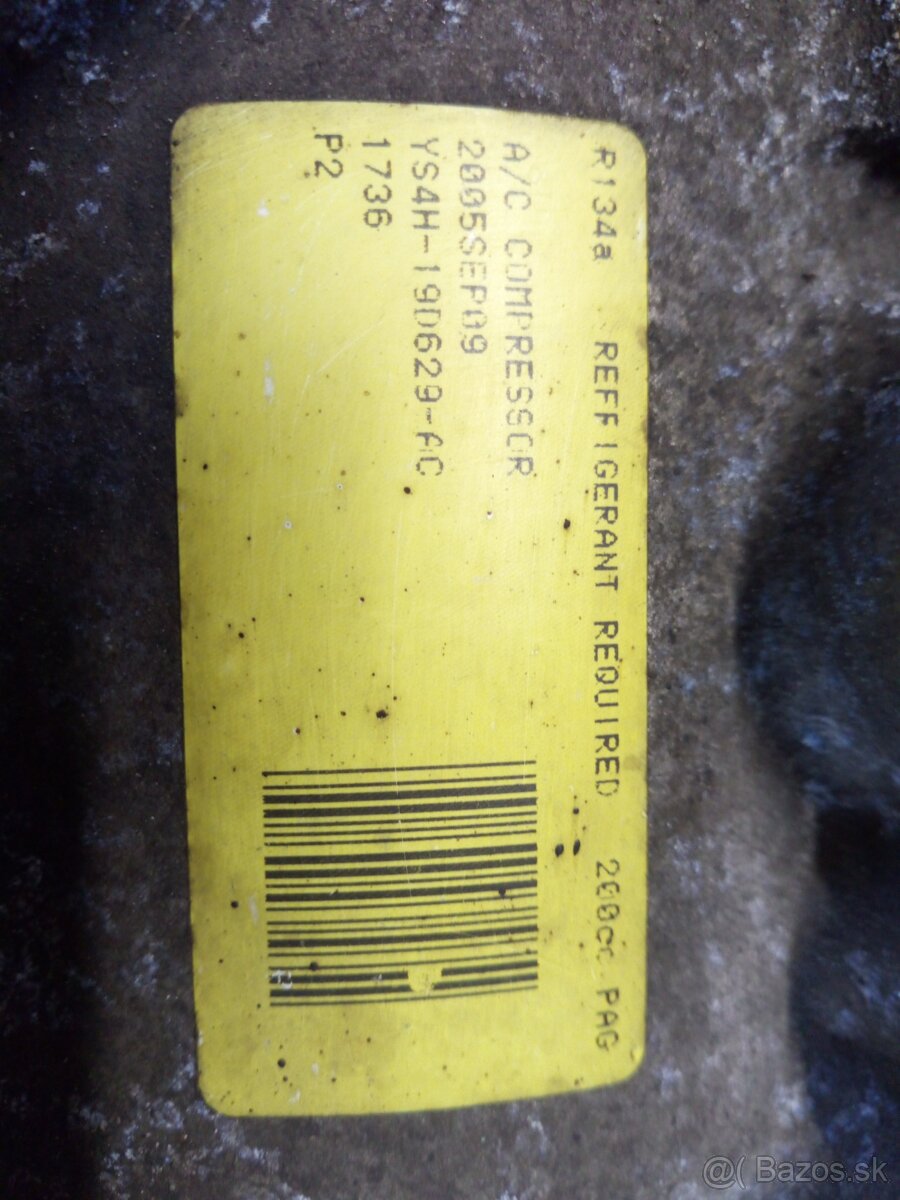 R134a REFFIGERANT REQUIRED 200cc PAG
A/C COMPRESSOR
2005SEP09
YS4H-19D629-AC
1736
P2
@( Bazos.sk